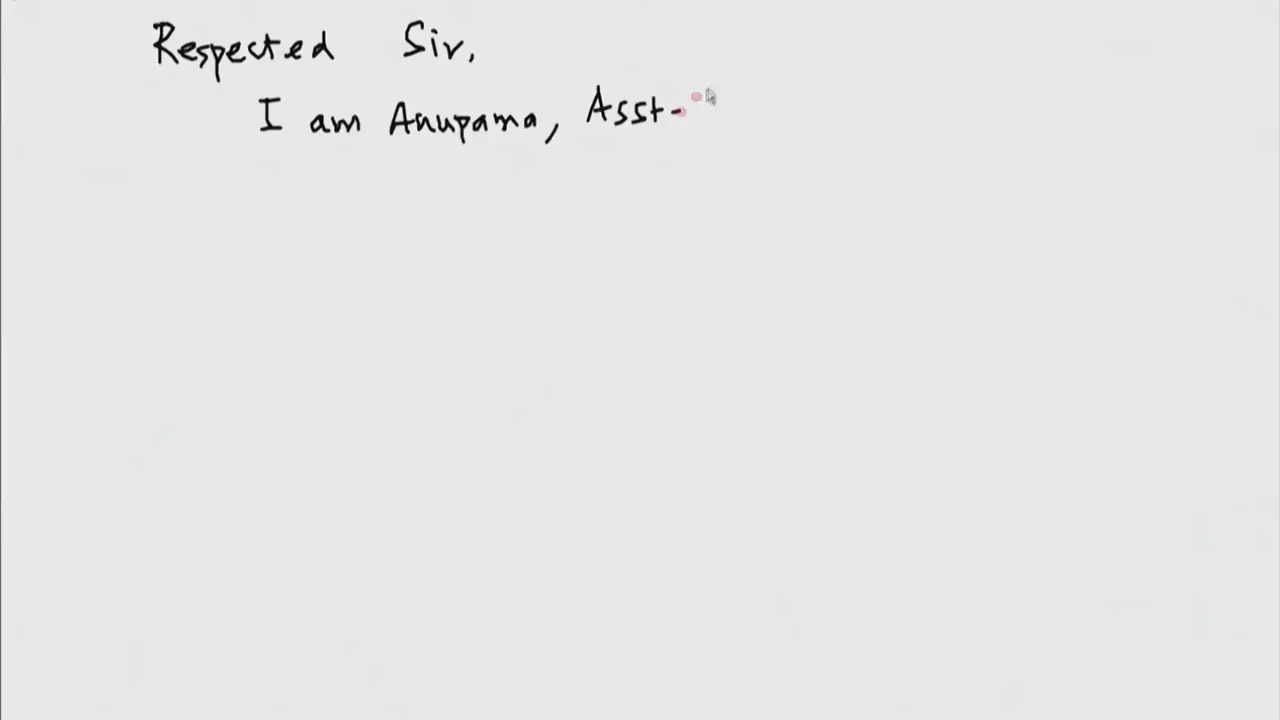 Respected Sir,
I am Anupama, Asst-